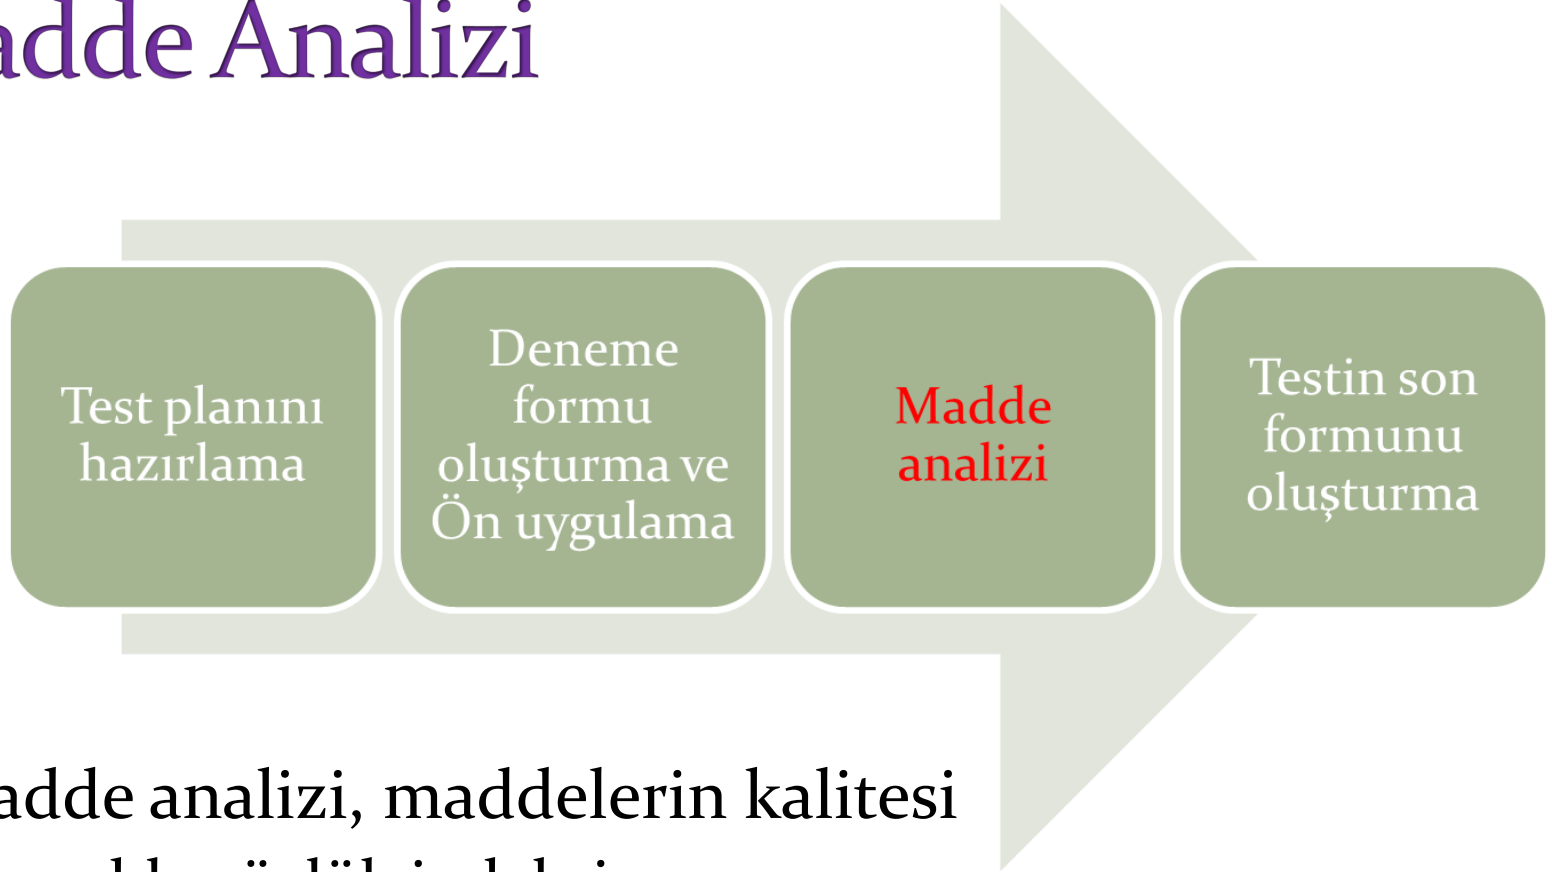 adde Analizi
Test planını
hazırlama
Deneme
formu
oluşturma ve
Ön uygulama
Madde
analizi
Testin son
formunu
oluşturma
adde analizi, maddelerin kalitesi